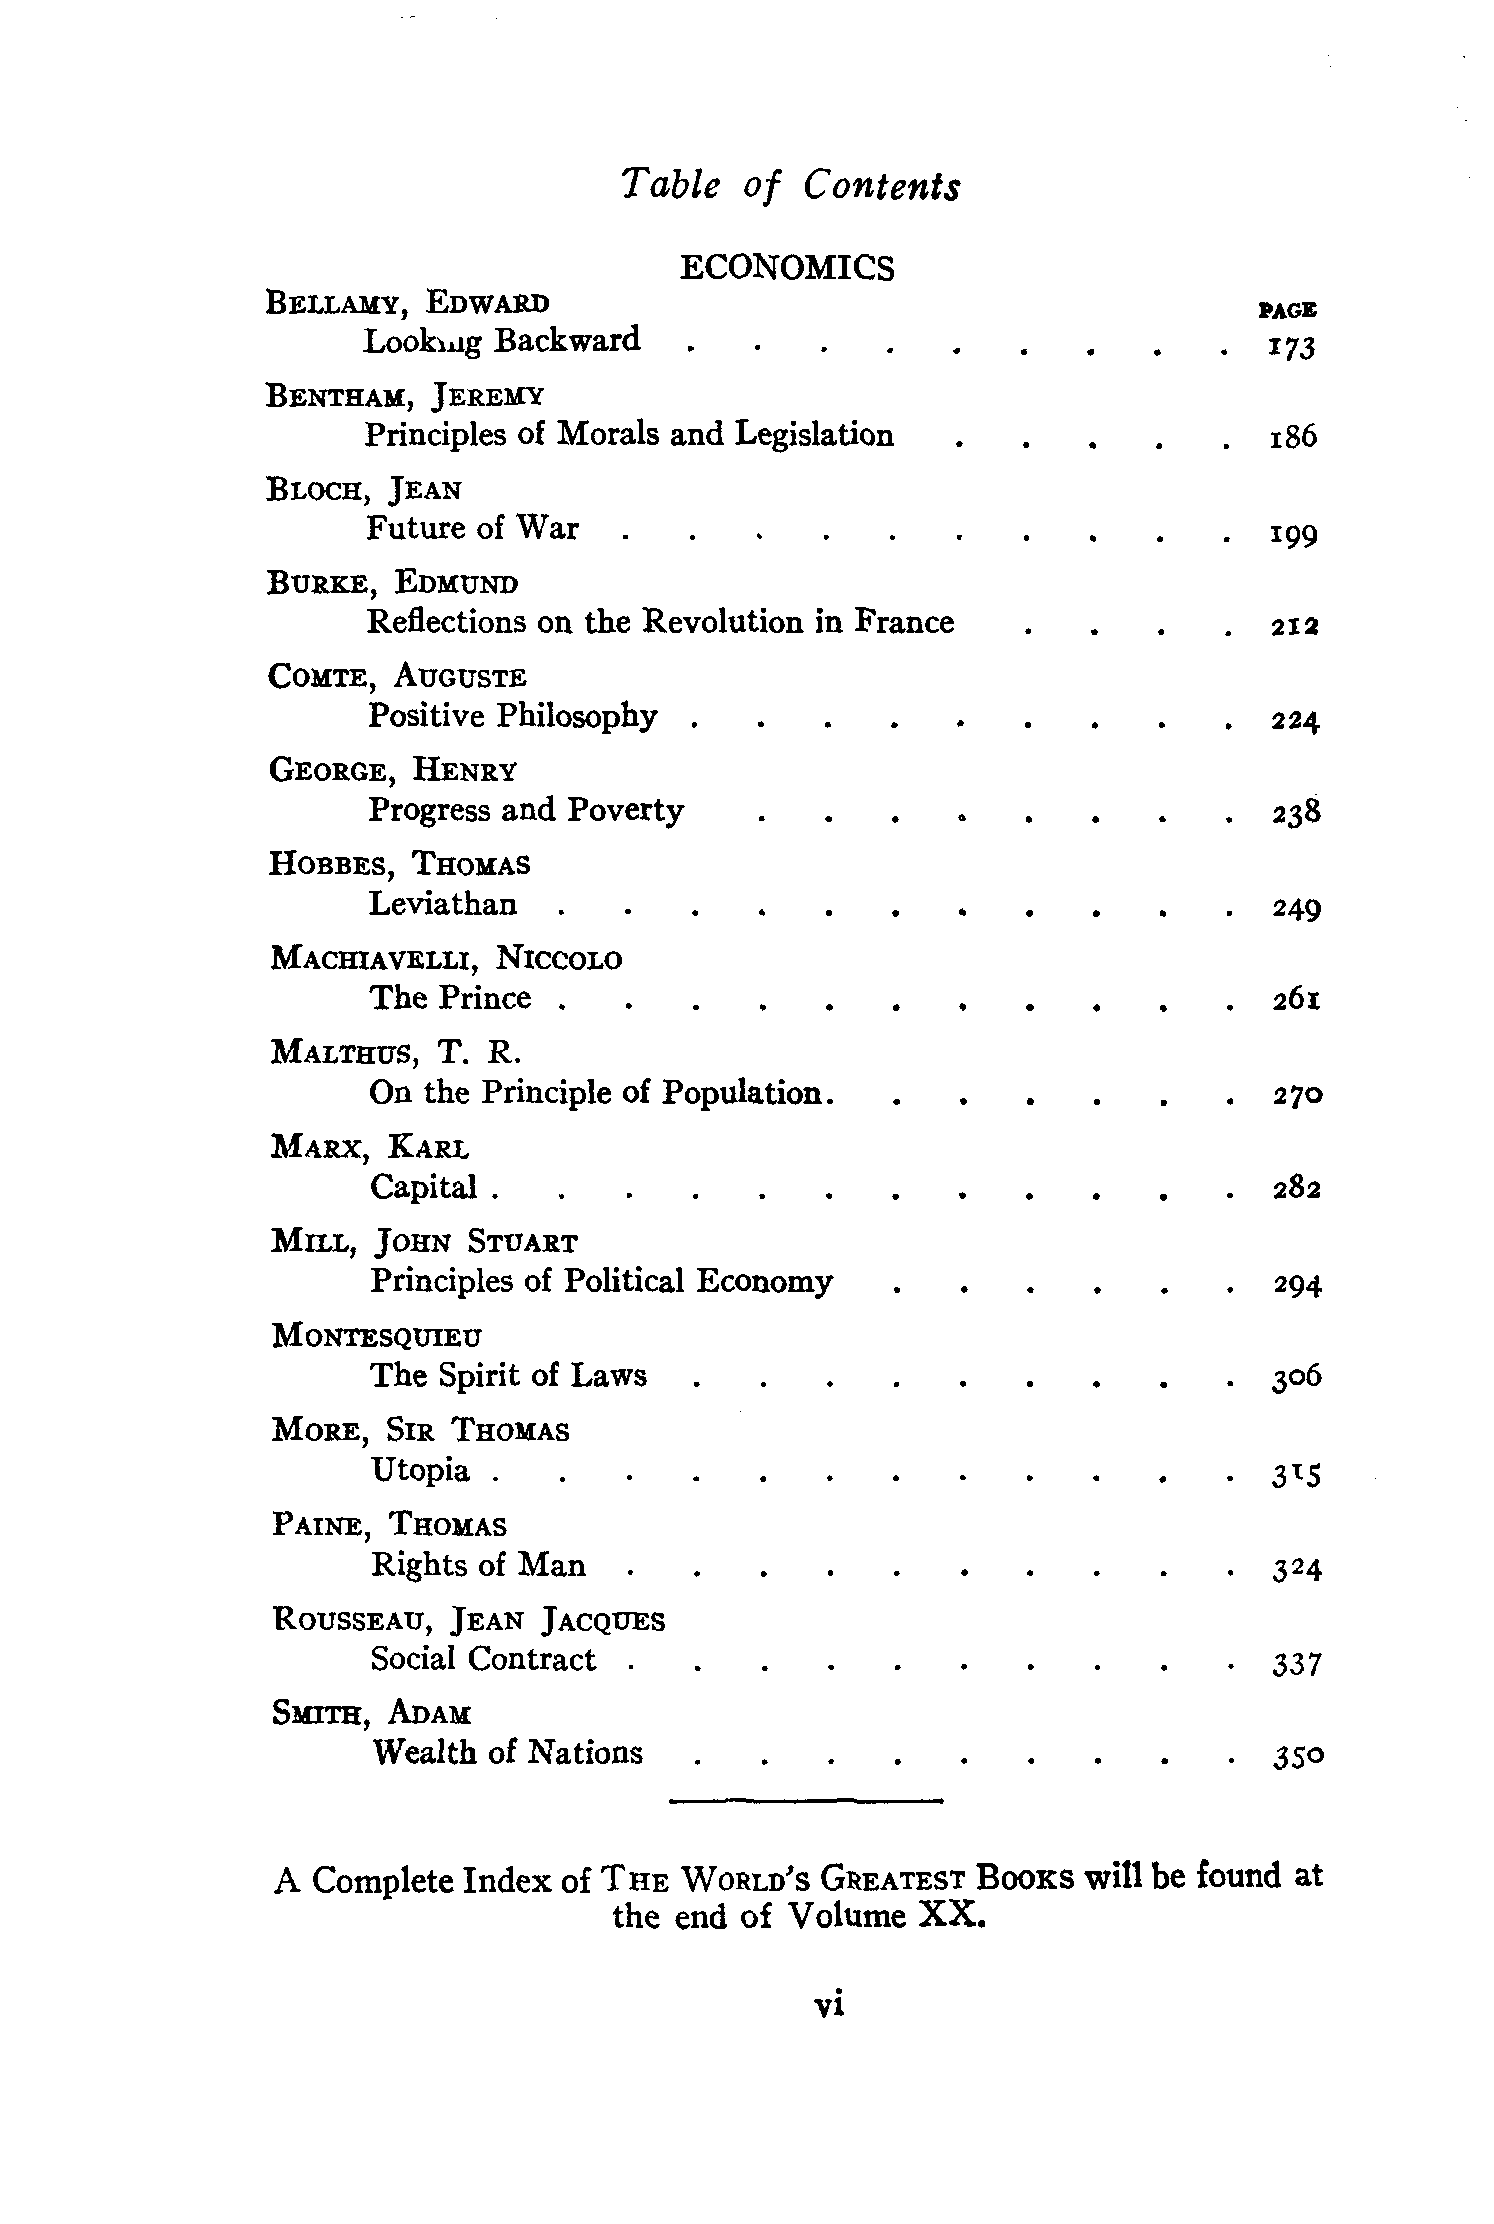 Table of Contents
ECONOMICS
BELLAMY, EDWARD
PAGE
Looking Backward . . . . . . . . . 173
BENTHAM, JEREMY
Principles of Morals and Legislation . . . . . 186
BLOCH, JEAN
Future of War . . . . . . . . . . 199
BURKE, EDMUND
Reflections on the Revolution in France . . . . 212
COMTE, AUGUSTE
Positive Philosophy . . . . . . . . . 224
GEORGE, HENRY
Progress and Poverty . . . . . . . . 238
HOBBES, THOMAS
Leviathan . . . . . . . . . . . 249
MACHIAVELLI, NICCOLO
The Prince . . . . . . . . . . . 261
MALTHUS, T. R.
On the Principle of Population. . . . . . . 270
MARX, KARL
Capital . . . . . . . . . . . . 282
MILL, JOHN STUART
Principles of Political Economy . . . . . . 294
MONTESQUIEU
The Spirit of Laws . . . . . . . . . 306
MORE, SIR THOMAS
Utopia . . . . . . . . . . . . 315
PAINE, THOMAS
Rights of Man . . . . . . . . . . 324
ROUSSEAU, JEAN JACQUES
Social Contract . . . . . . . . . . 337
SMITH, ADAM
Wealth of Nations . . . . . . . . . 350
A Complete Index of THE WORLD'S GREATEST BOOKS will be found at
the end of Volume XX.
vi